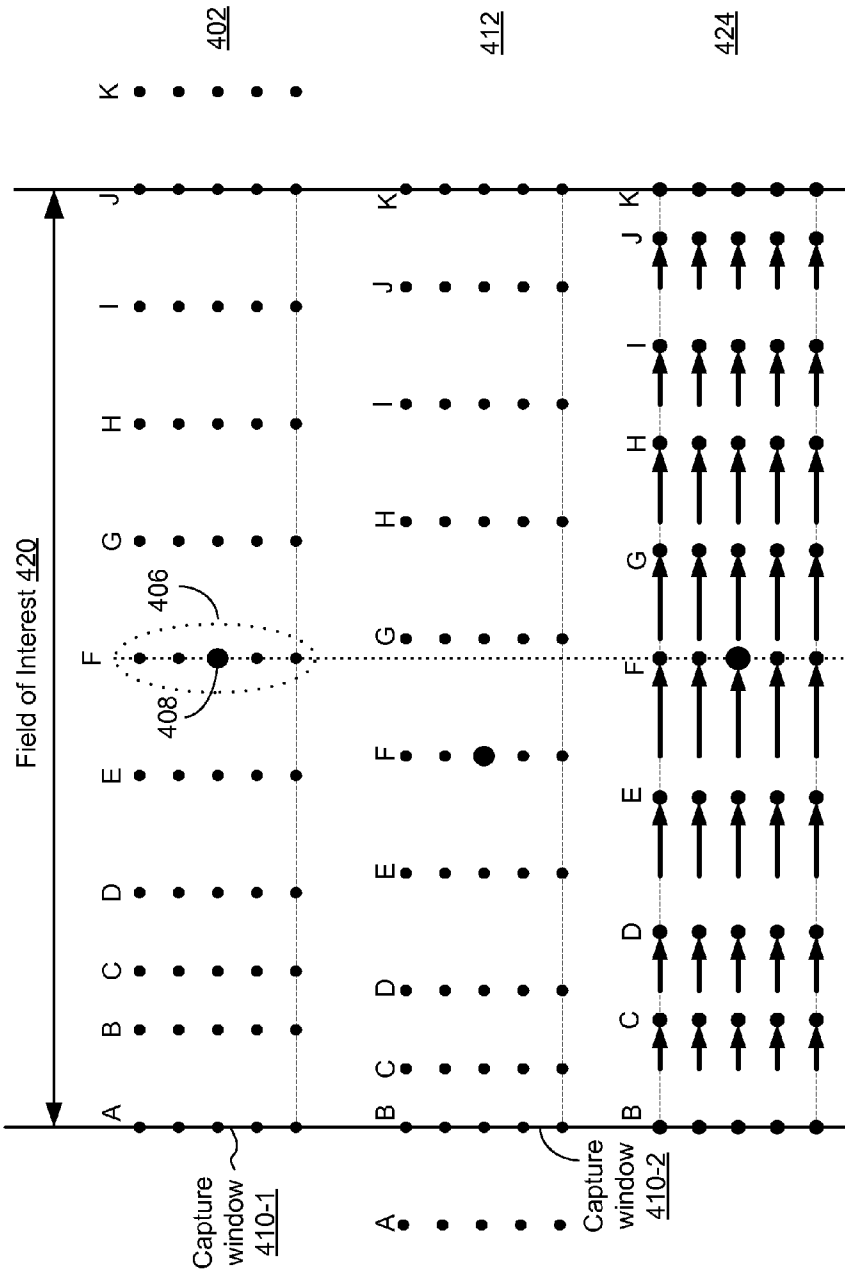 Field of Interest 420
A B C D E F G H I J K
402
406
408
Capture
window
410-1
A B C D E F G H I J K
412
Capture
window
410-2
B C D E F G H I J K
424